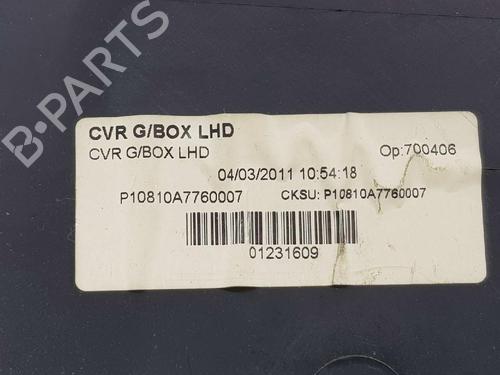 B-PARTS
CVR G/BOX LHD
CVR G/BOX LHD Op:700406
04/03/2011 10:54:18
P10810A7760007 CKSU: P10810A7760007
01231609